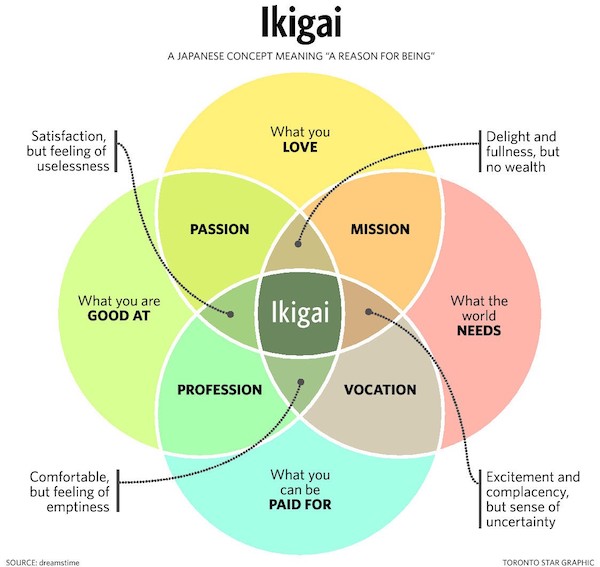 Ikigai
A JAPANESE CONCEPT MEANING "A REASON FOR BEING"
Satisfaction,
but feeling of
uselessness
What you
LOVE
Delight and
fullness, but
no wealth
PASSION
MISSION
What you are
GOOD AT
Ikigai
What the
world
NEEDS
PROFESSION
VOCATION
Comfortable,
but feeling of
emptiness
What you
can be
PAID FOR
Excitement and
complacency,
but sense of
uncertainty
SOURCE: dreamstime
TORONTO STAR GRAPHIC